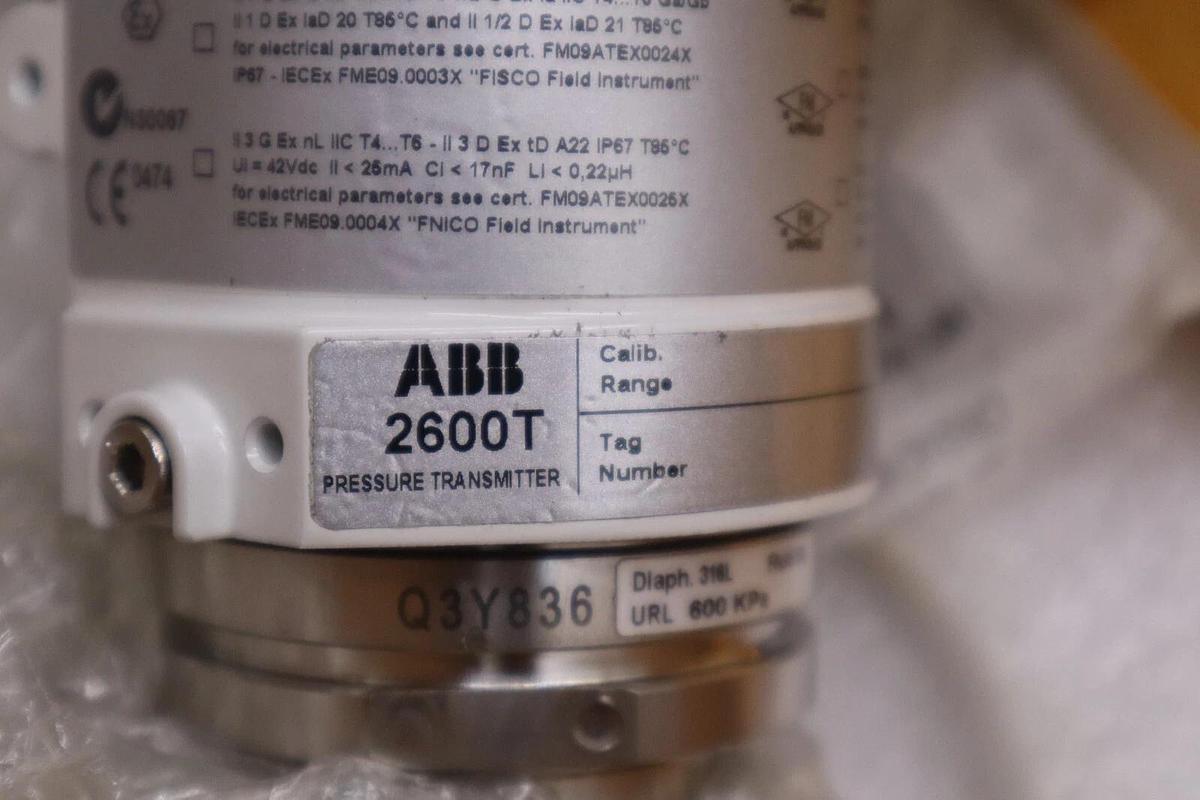 II 1 D Ex iaD 20 T85°C and II 1/2 D Ex iaD 21 T85°C
for electrical parameters see cert. FM09ATEX0024X
IP67 - IECEx FME09.0003X "FISCO Field Instrument"
II 3 G Ex nL IIC T4...T6 - II 3 D Ex tD A22 IP67 T85°C
Ui = 42Vdc Ii < 25mA Ci < 17nF Li < 0,22µH
for electrical parameters see cert. FM09ATEX0025X
IECEx FME09.0004X "FNICO Field Instrument"
CE 0474
ABB
2600T
PRESSURE TRANSMITTER
Calib.
Range
Tag
Number
Q3Y836
Diaph. 316L
URL 600 KPa